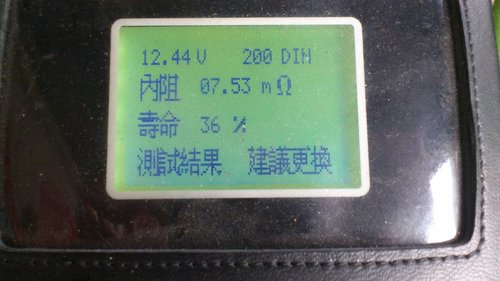 12.44 V 200 DIN
內阻 07.53 mΩ
壽命 36 %
測試結果 建議更換